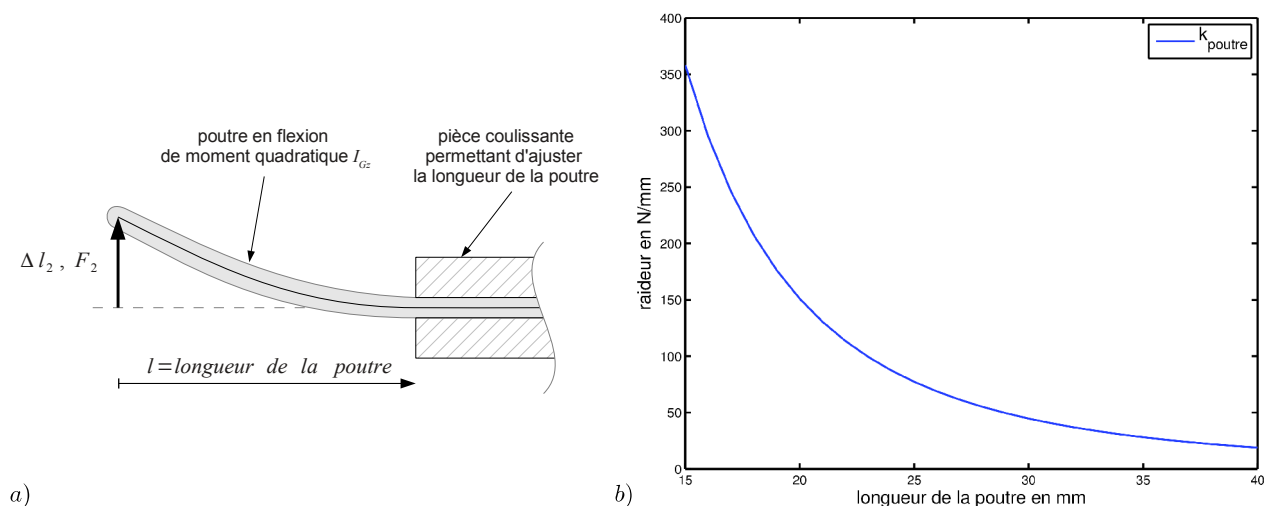 poutre en flexion
de moment quadratique I_Gz
pièce coulissante
permettant d'ajuster
la longueur de la poutre
Δ l₂ , F₂
l=longueur de la poutre
a)
400
350
300
250
200
150
100
50
0
raideur en N/mm
k_poutre
15 20 25 30 35 40
longueur de la poutre en mm
b)